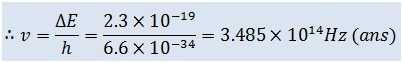 ∴ v = ΔE/h = 2.3 × 10⁻¹⁹/6.6 × 10⁻³⁴ = 3.485 × 10¹⁴Hz (ans)